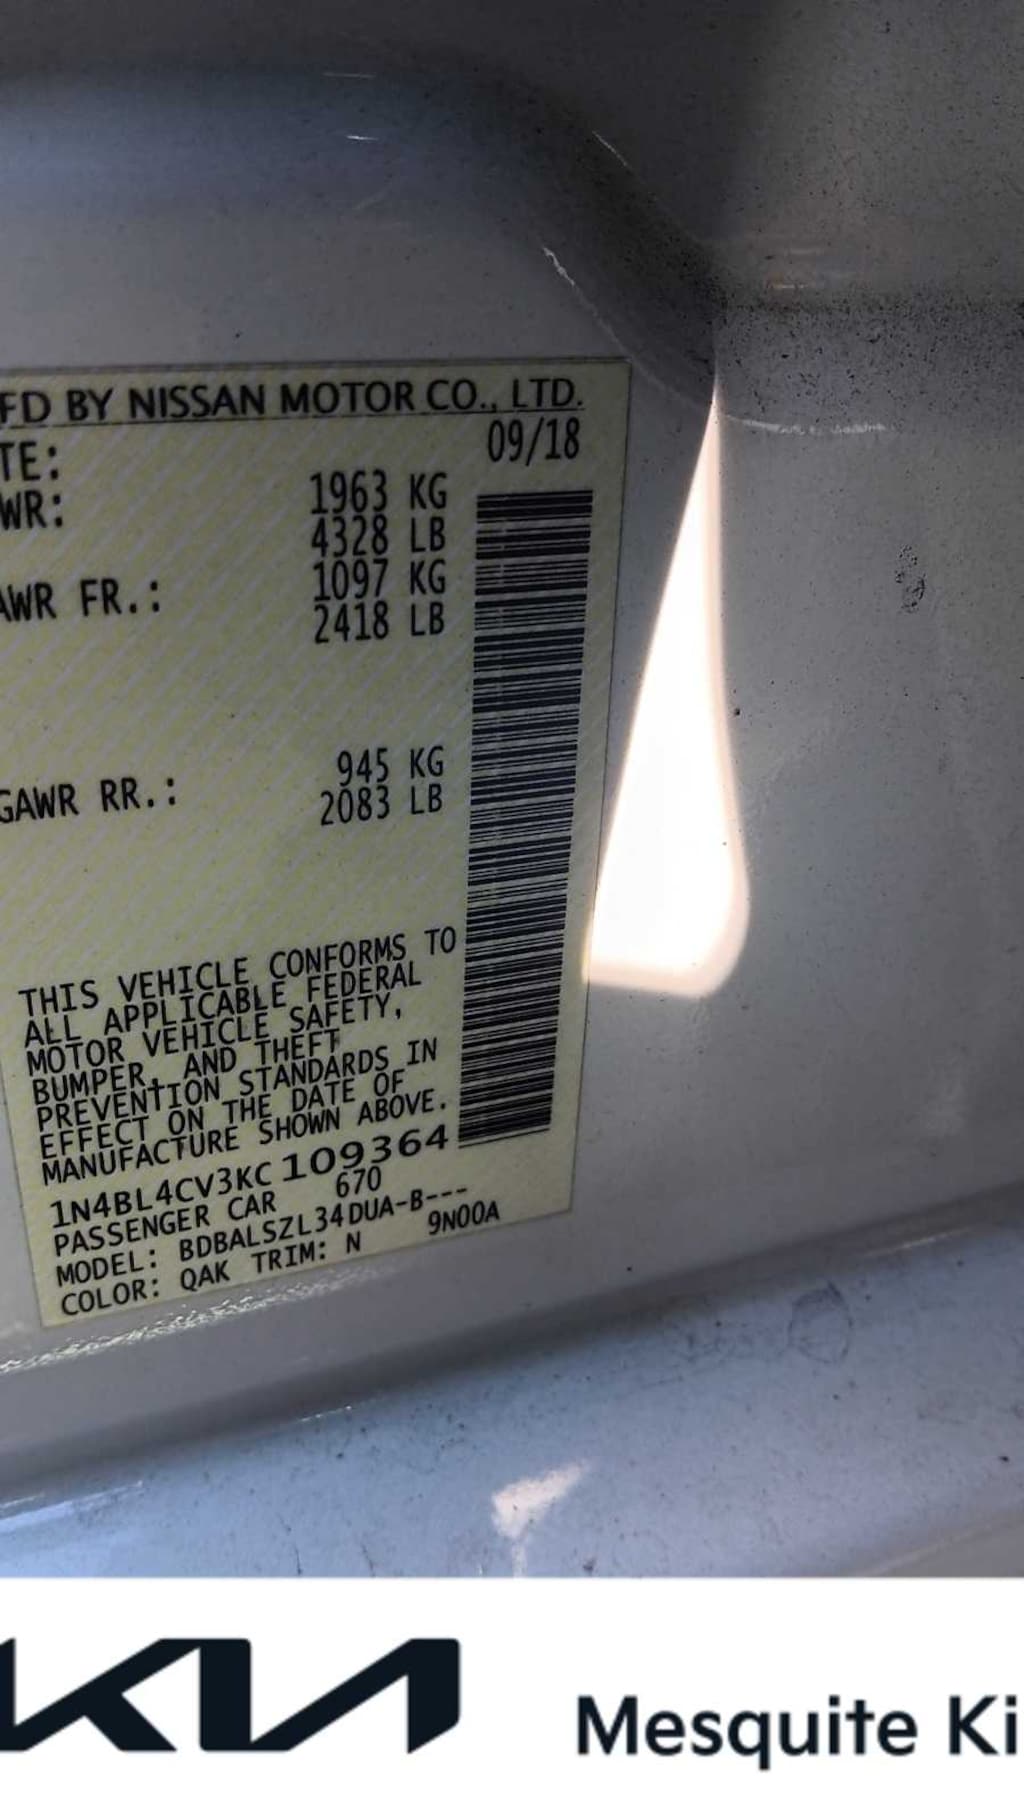 FD BY NISSAN MOTOR CO., LTD.
TE: 09/18
WR: 1963 KG
4328 LB
AWR FR.: 1097 KG
2418 LB
GAWR RR.: 945 KG
2083 LB
THIS VEHICLE CONFORMS TO
ALL APPLICABLE FEDERAL
MOTOR VEHICLE SAFETY,
BUMPER, AND THEFT
PREVENTION STANDARDS IN
EFFECT ON THE DATE OF
MANUFACTURE SHOWN ABOVE.
1N4BL4CV3KC109364
PASSENGER CAR 670
MODEL: BDBALSZL34DUA-B---
COLOR: QAK TRIM: N 9N00A
KIA
Mesquite Ki